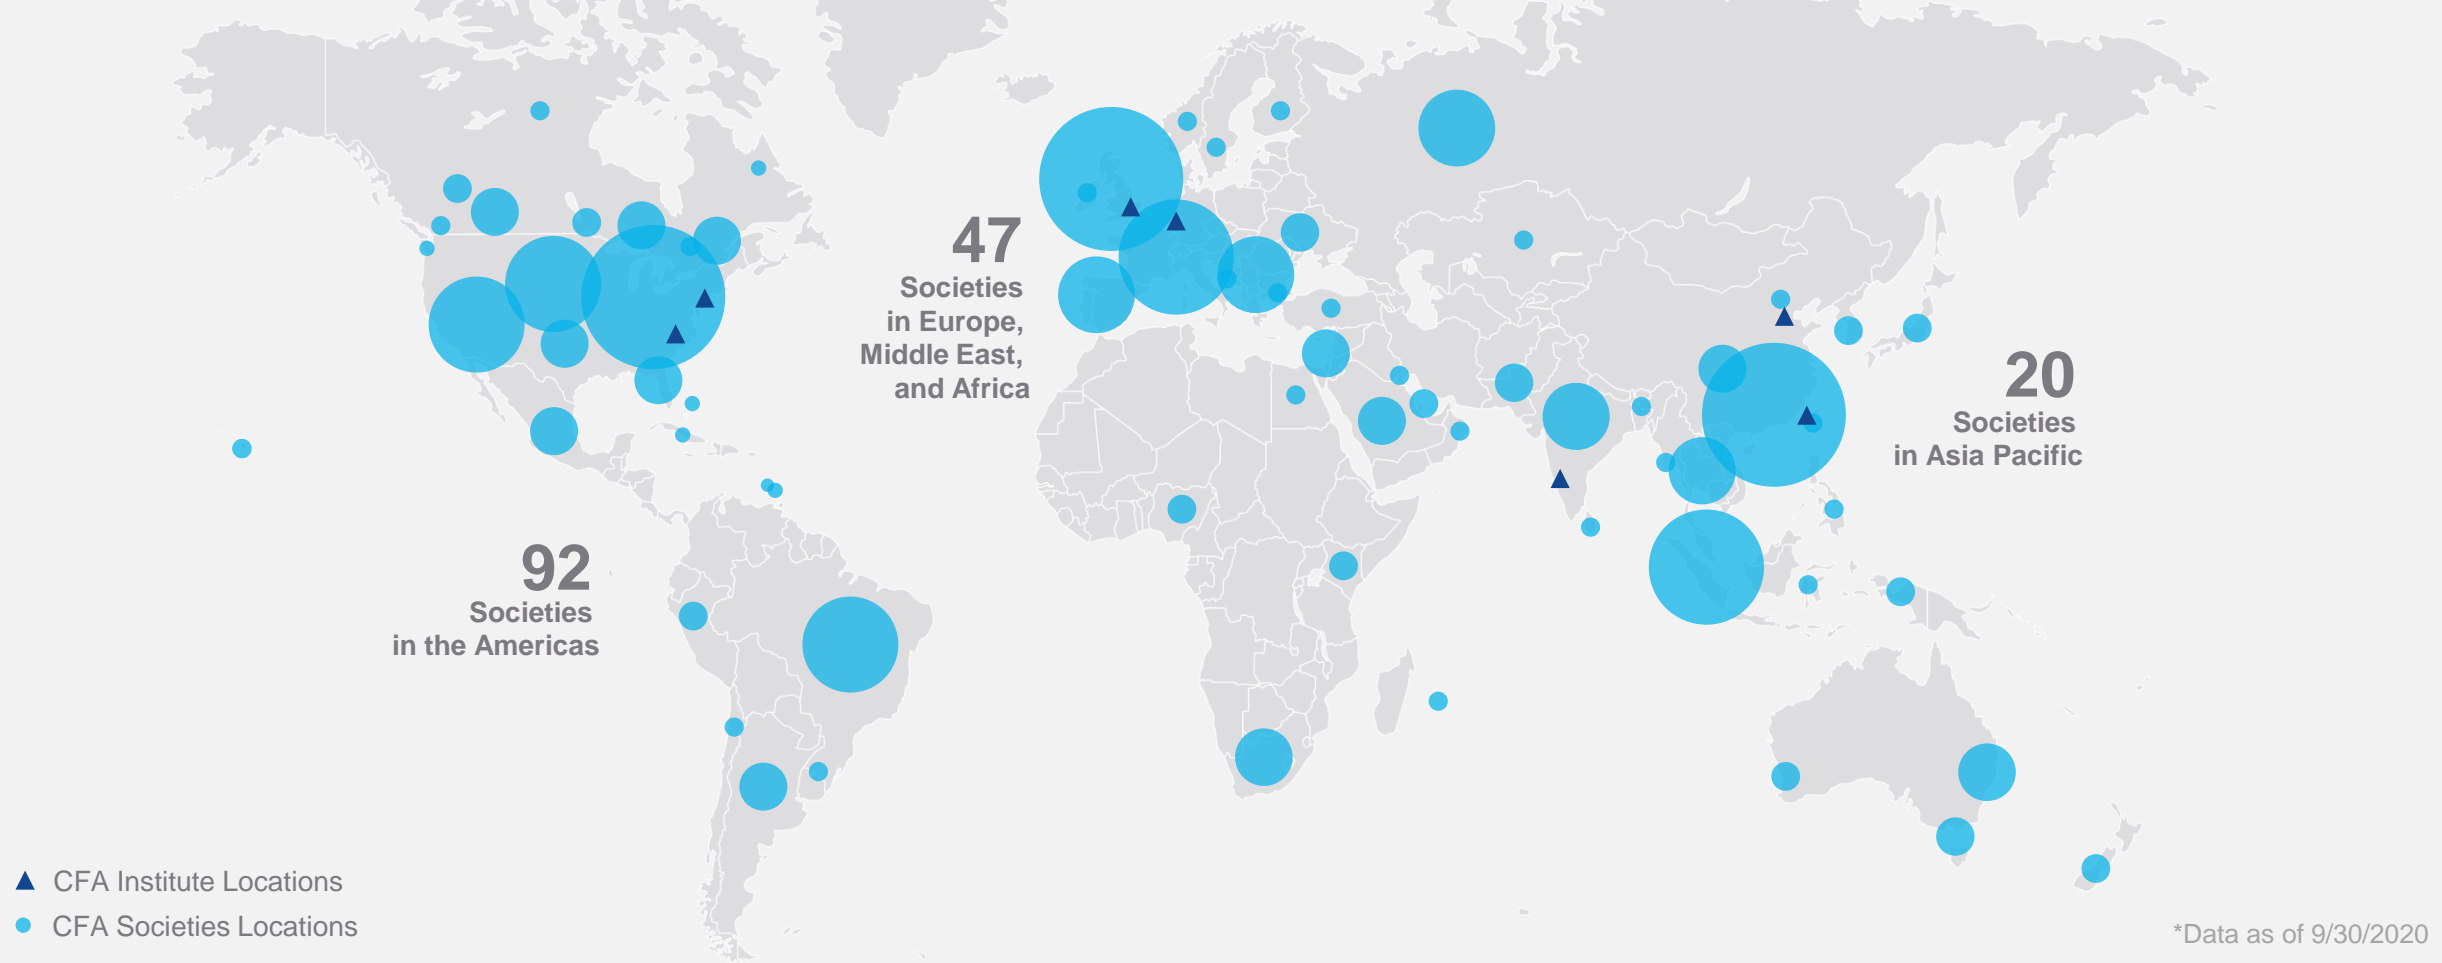 47
Societies
in Europe,
Middle East,
and Africa
20
Societies
in Asia Pacific
92
Societies
in the Americas
CFA Institute Locations
CFA Societies Locations
*Data as of 9/30/2020